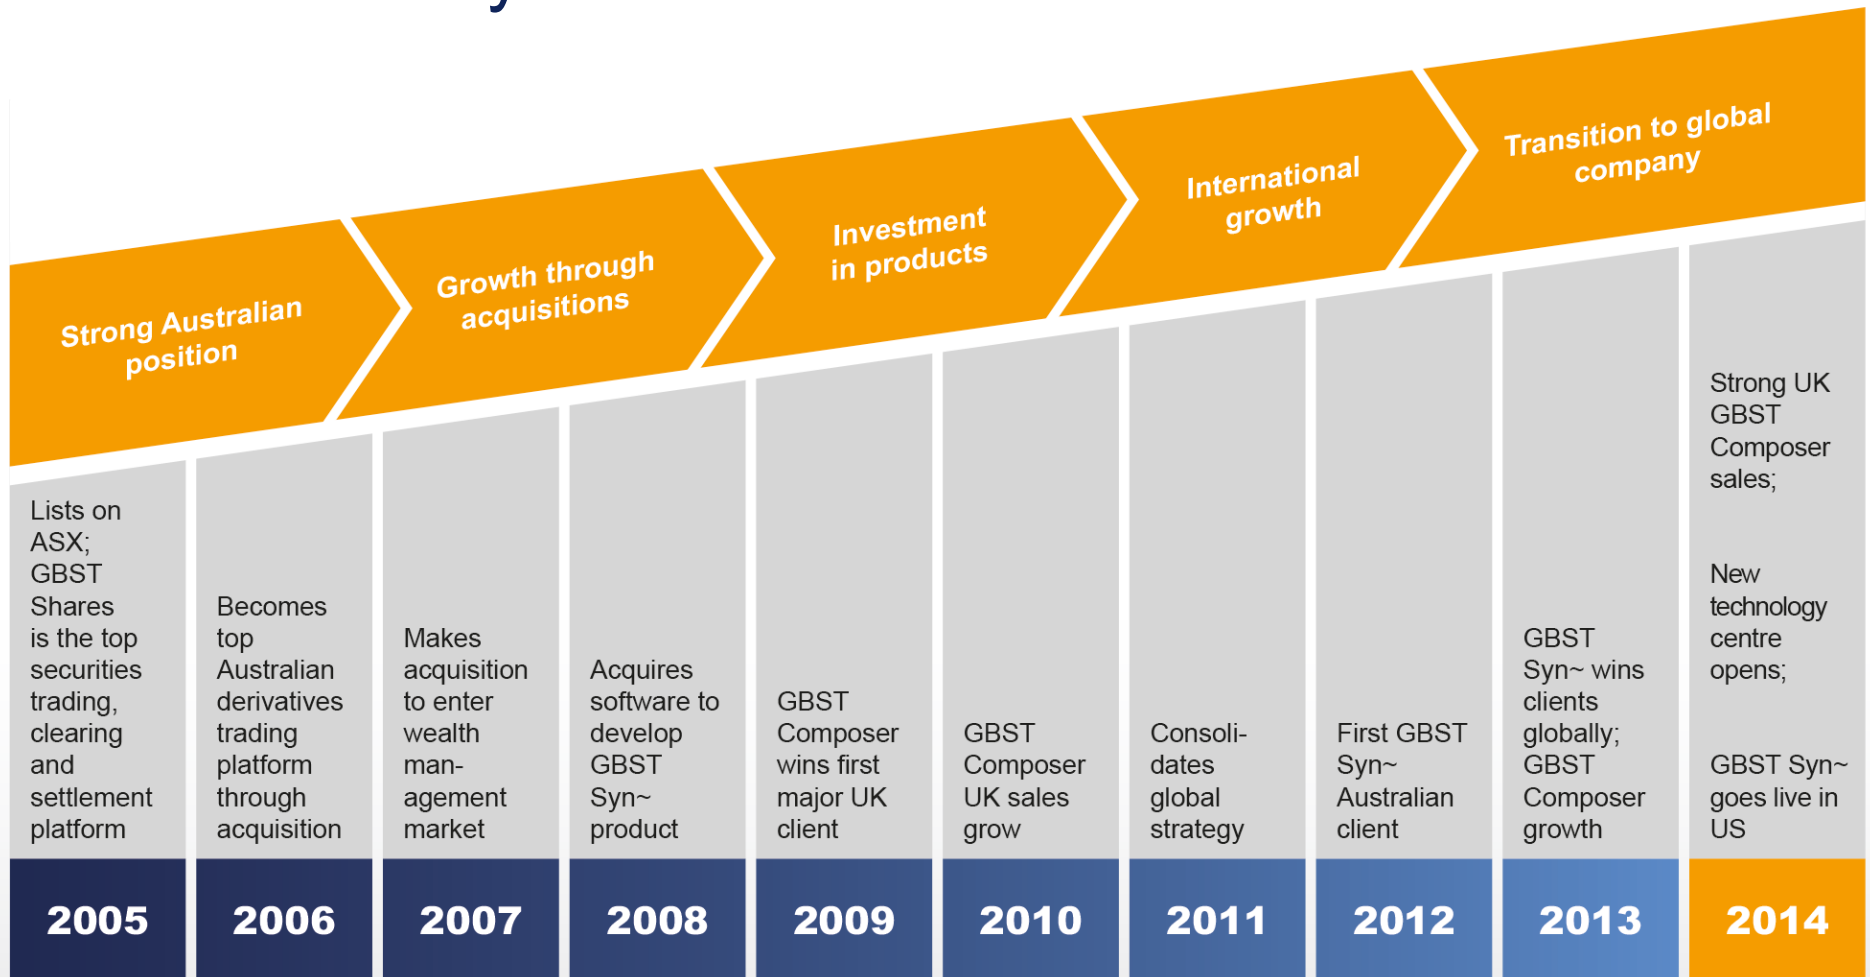 Strong Australian
position
Growth through
acquisitions
Investment
in products
International
growth
Transition to global
company
Lists on
ASX;
GBST
Shares
is the top
securities
trading,
clearing
and
settlement
platform
Becomes
top
Australian
derivatives
trading
platform
through
acquisition
Makes
acquisition
to enter
wealth
man-
agement
market
Acquires
software to
develop
GBST
Syn~
product
GBST
Composer
wins first
major UK
client
GBST
Composer
UK sales
grow
Consoli-
dates
global
strategy
First GBST
Syn~
Australian
client
GBST
Syn~ wins
clients
globally;
GBST
Composer
growth
Strong UK
GBST
Composer
sales;
New
technology
centre
opens;
GBST Syn~
goes live in
US
2005
2006
2007
2008
2009
2010
2011
2012
2013
2014